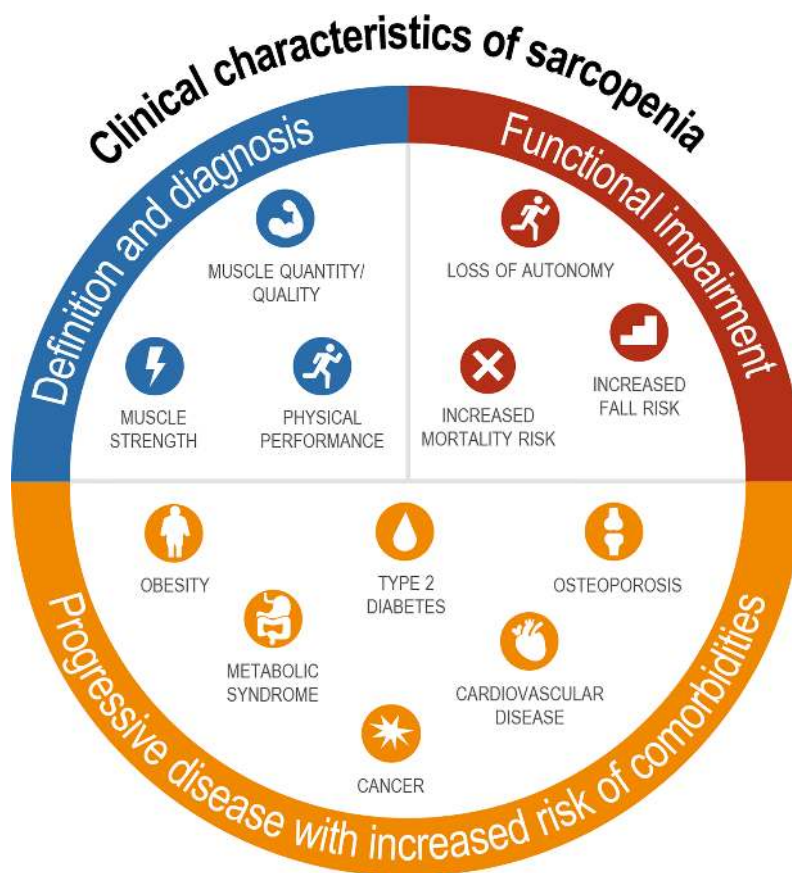 Clinical characteristics of sarcopenia
Definition and diagnosis
MUSCLE QUANTITY/
QUALITY
MUSCLE
STRENGTH
PHYSICAL
PERFORMANCE
Functional impairment
LOSS OF AUTONOMY
INCREASED
MORTALITY RISK
INCREASED
FALL RISK
OBESITY
TYPE 2
DIABETES
OSTEOPOROSIS
METABOLIC
SYNDROME
CARDIOVASCULAR
DISEASE
CANCER
Progressive disease with increased risk of comorbidities